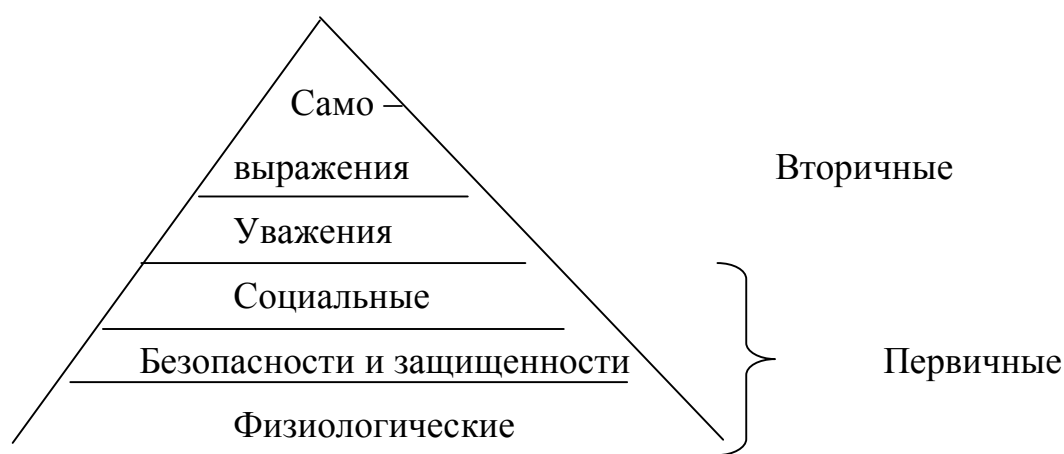 Само –
выражения
Вторичные
Уважения
Социальные
Безопасности и защищенности
Первичные
Физиологические